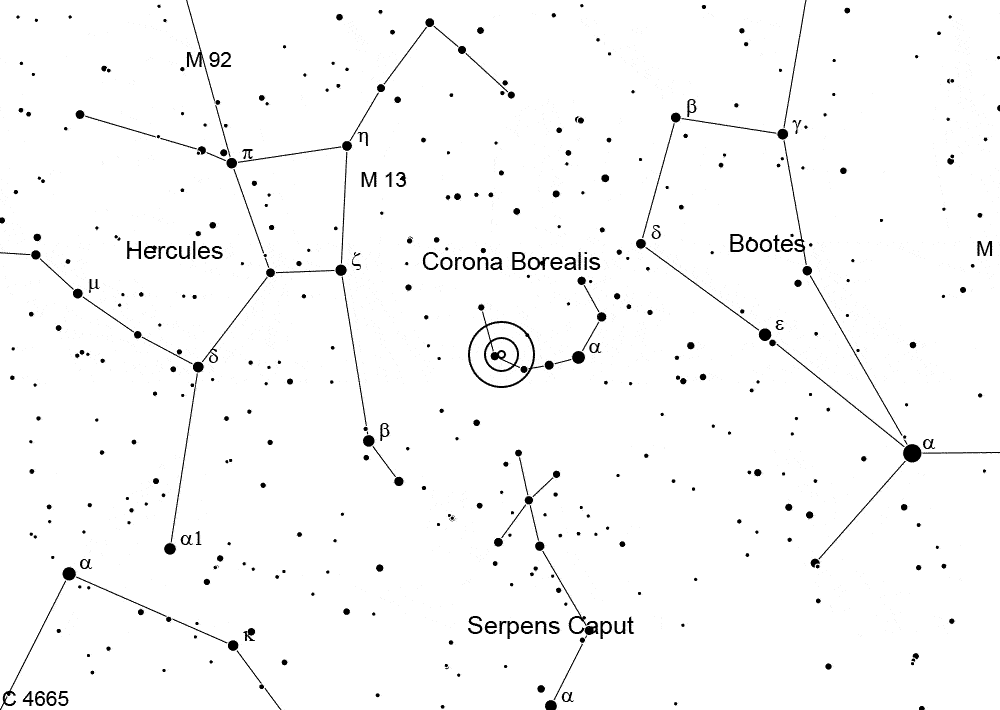 M 92
β
γ
η
π
M 13
δ
Bootes
M
Hercules
Corona Borealis
ζ
μ
ε
α
δ
β
α
α1
α
κ
Serpens Caput
α
C 4665